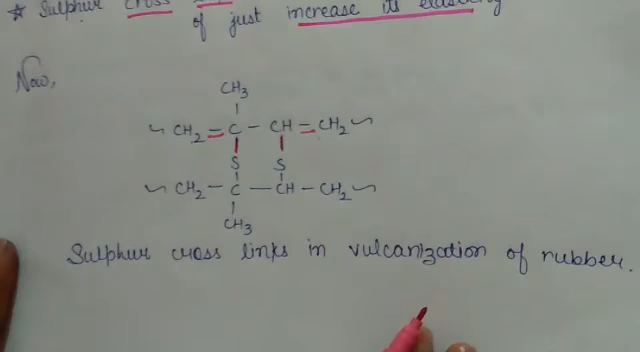 * Sulphur cross
of just increase its elasticity
Now,
CH3
~ CH2 = C - CH = CH2 ~
S S
~ CH2 - C - CH - CH2 ~
CH3
Sulphur cross links in vulcanization of rubber.